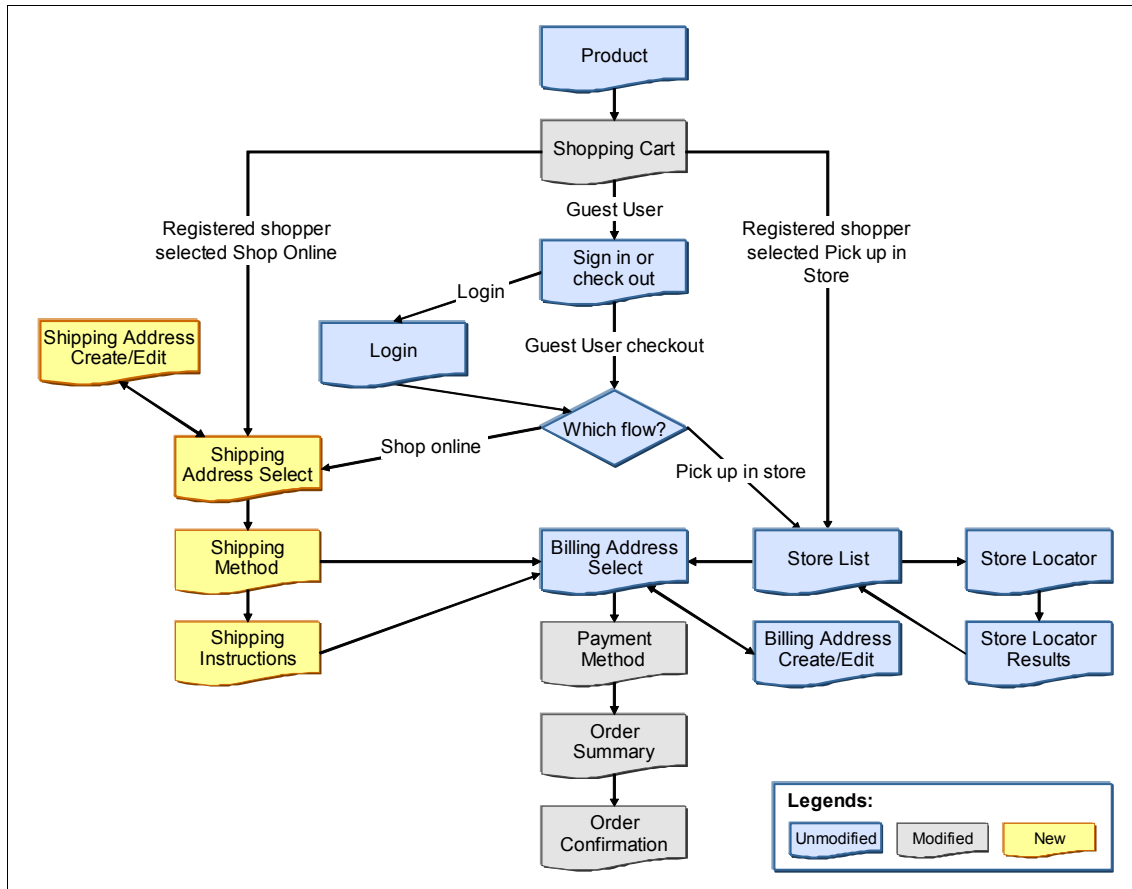 Product
Shopping Cart
Guest User
Registered shopper
selected Shop Online
Registered shopper
selected Pick up in
Store
Sign in or
check out
Login
Shipping Address
Create/Edit
Login
Guest User checkout
Which flow?
Shop online
Pick up in store
Shipping
Address Select
Shipping
Method
Billing Address
Select
Store List
Store Locator
Shipping
Instructions
Payment
Method
Billing Address
Create/Edit
Store Locator
Results
Order
Summary
Order
Confirmation
Legends:
Unmodified
Modified
New